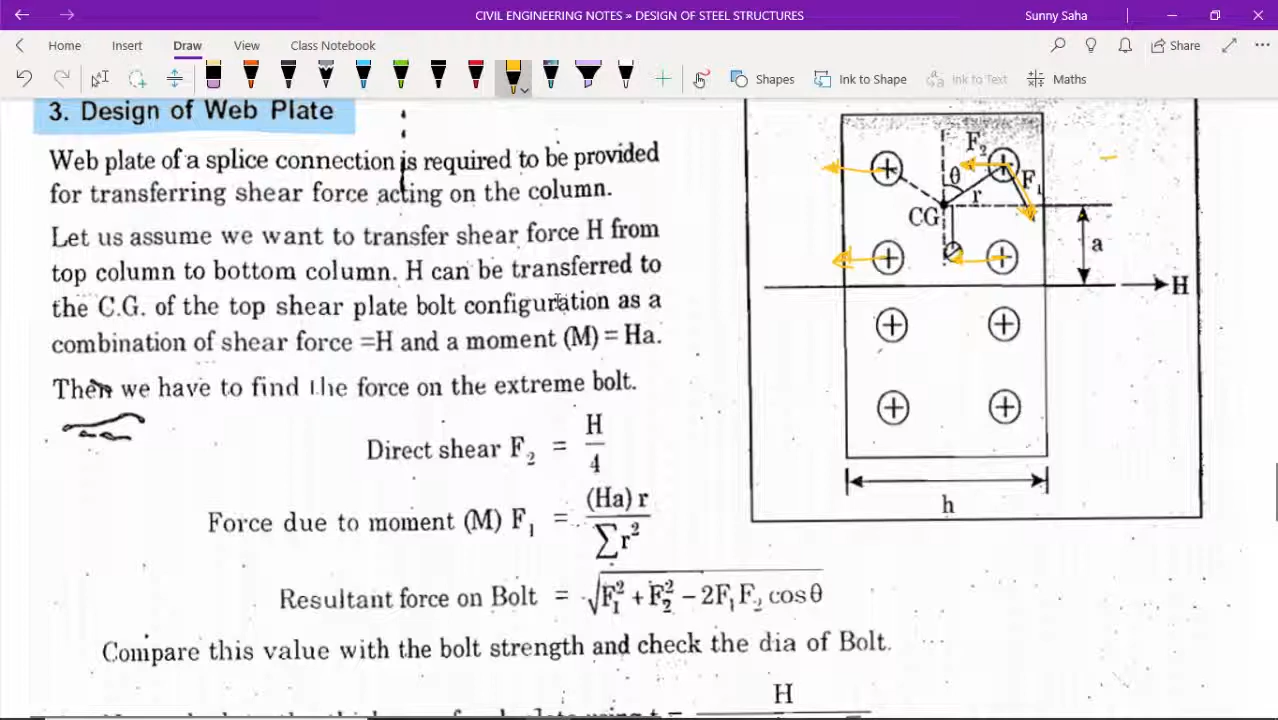 CIVIL ENGINEERING NOTES » DESIGN OF STEEL STRUCTURES
Sunny Saha
Home Insert Draw View Class Notebook
Share
Shapes Ink to Shape Ink to Text Maths
3. Design of Web Plate
Web plate of a splice connection is required to be provided
for transferring shear force acting on the column.
Let us assume we want to transfer shear force H from
top column to bottom column. H can be transferred to
the C.G. of the top shear plate bolt configuration as a
combination of shear force =H and a moment (M) = Ha.
Then we have to find the force on the extreme bolt.
Direct shear F₂ = H/4
Force due to moment (M) F₁ = (Ha) r / ∑r²
Resultant force on Bolt = √F₁² + F₂² − 2F₁F₂ cosθ
Compare this value with the bolt strength and check the dia of Bolt.
H
F₂
θ
F₁
r
CG
a
H
h